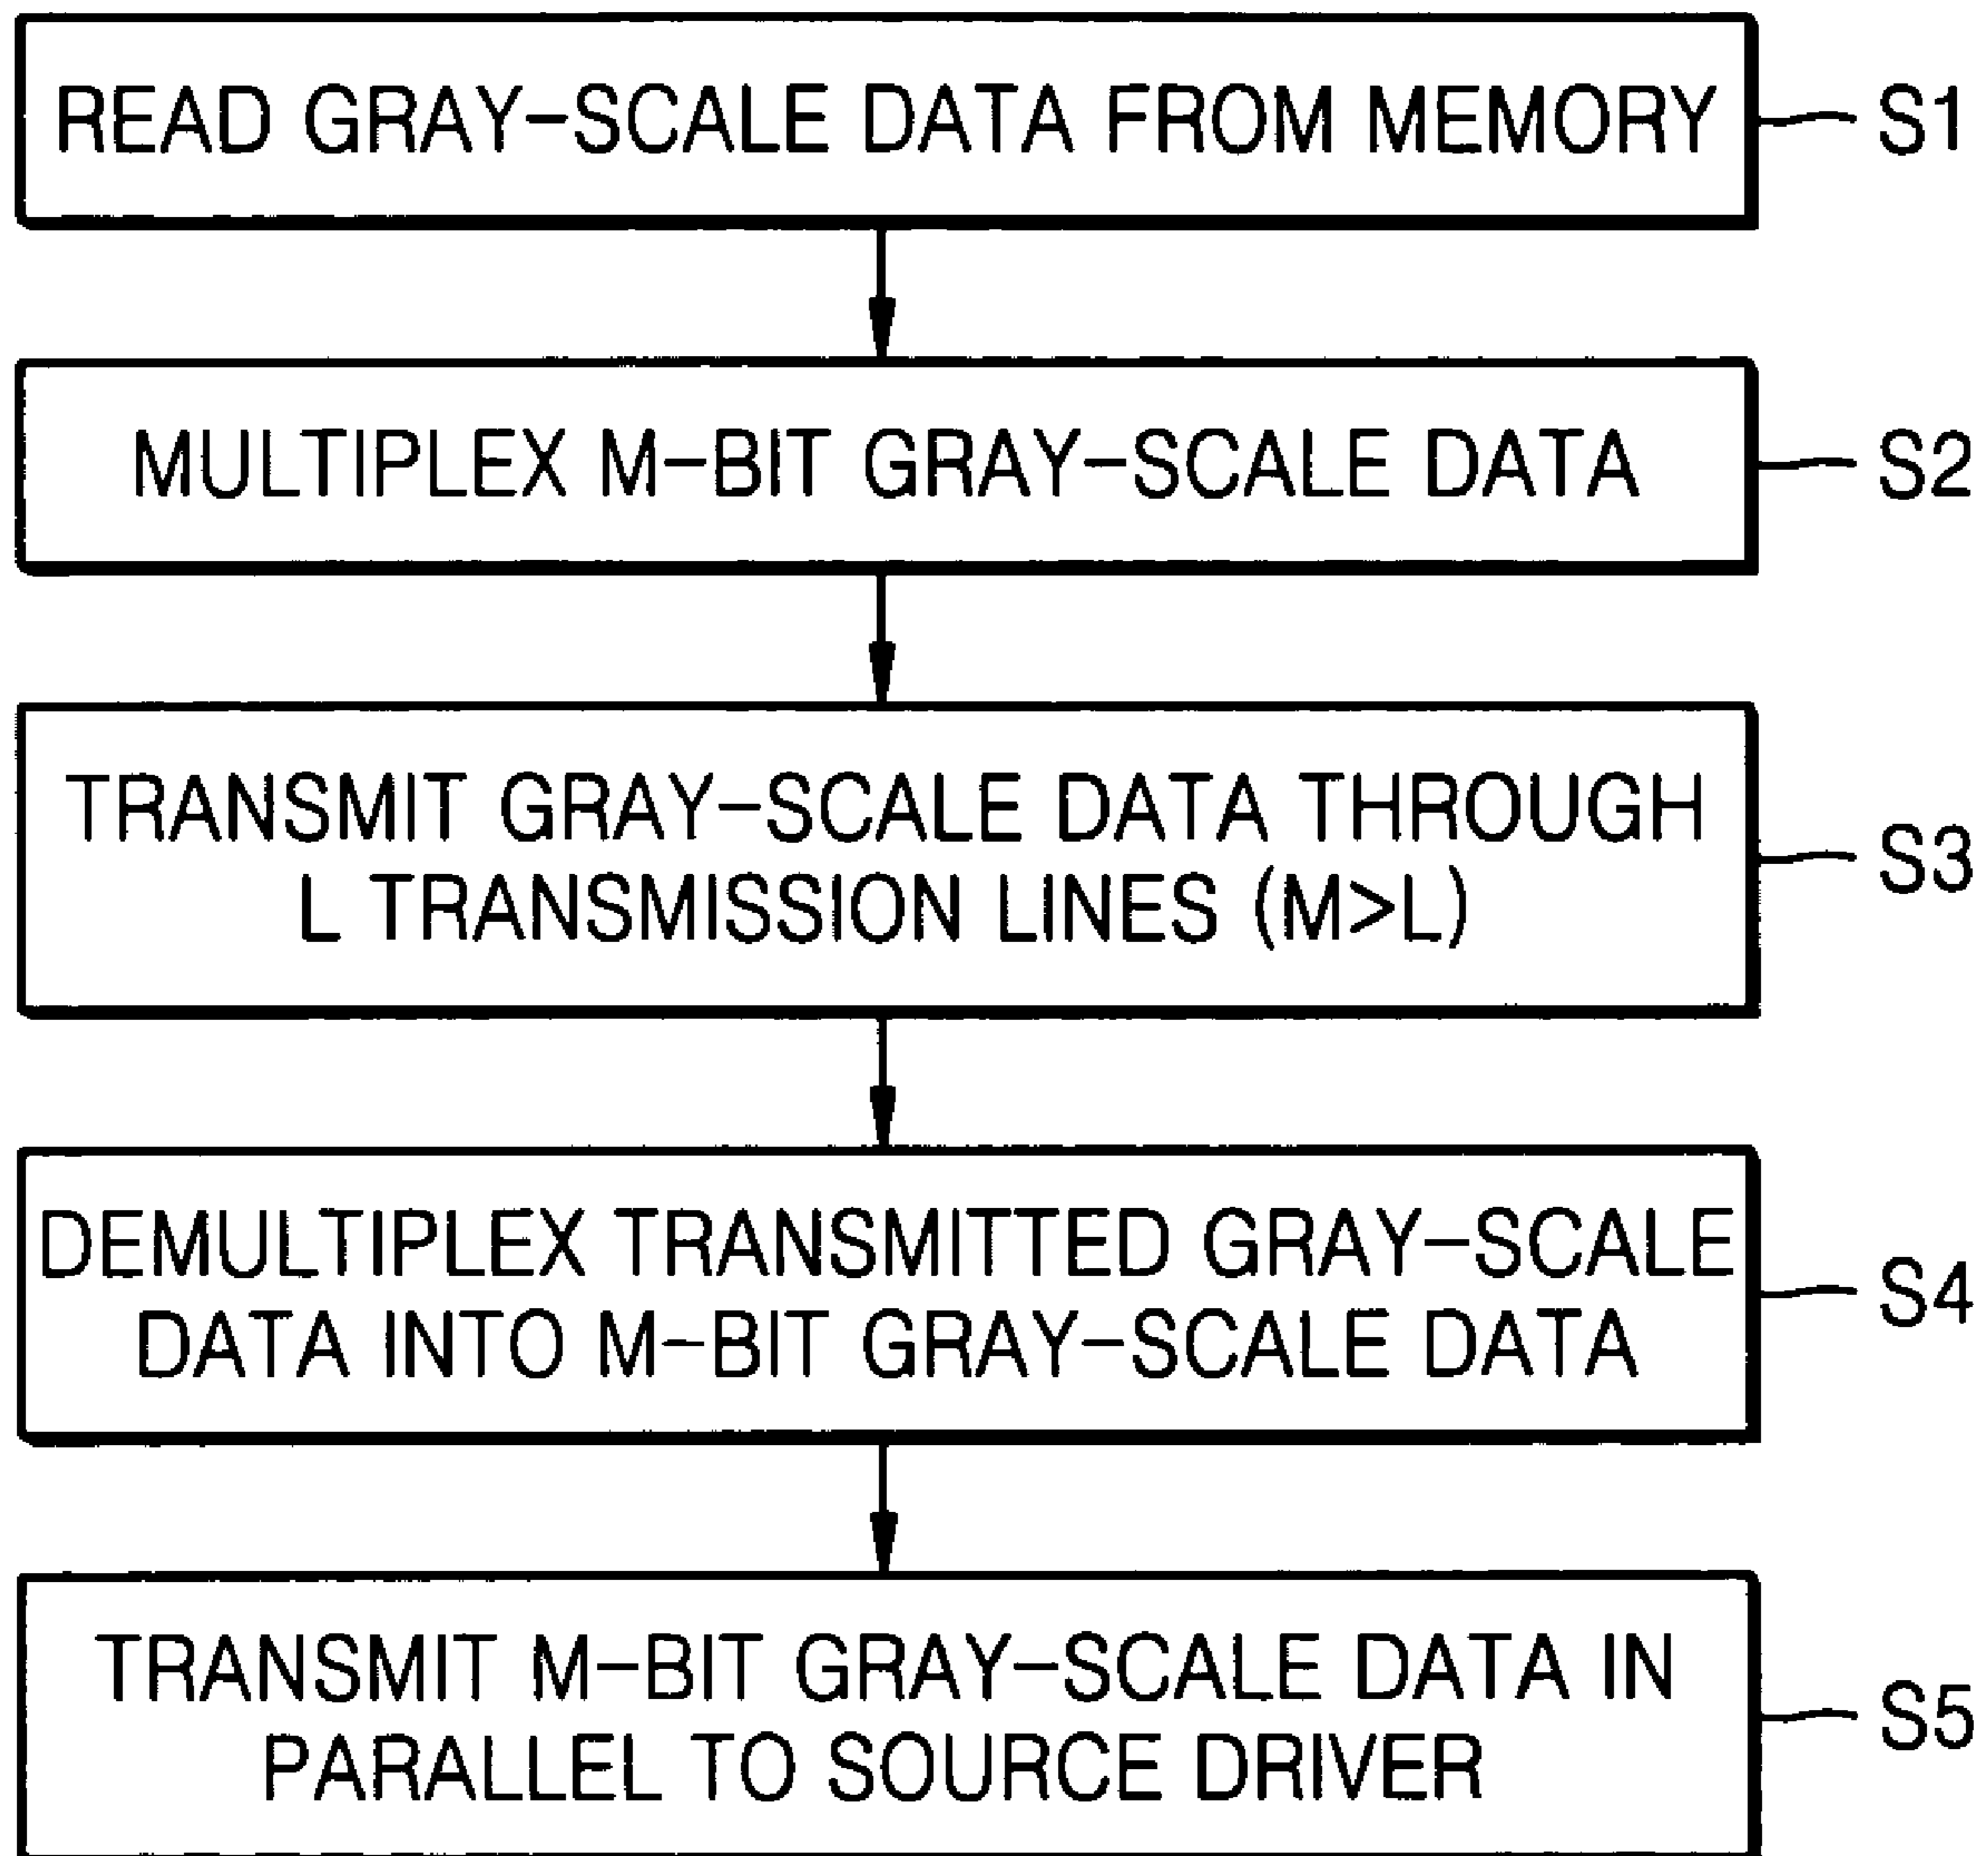 READ GRAY-SCALE DATA FROM MEMORY
S1
MULTIPLEX M-BIT GRAY-SCALE DATA
S2
TRANSMIT GRAY-SCALE DATA THROUGH
L TRANSMISSION LINES (M>L)
S3
DEMULTIPLEX TRANSMITTED GRAY-SCALE
DATA INTO M-BIT GRAY-SCALE DATA
S4
TRANSMIT M-BIT GRAY-SCALE DATA IN
PARALLEL TO SOURCE DRIVER
S5